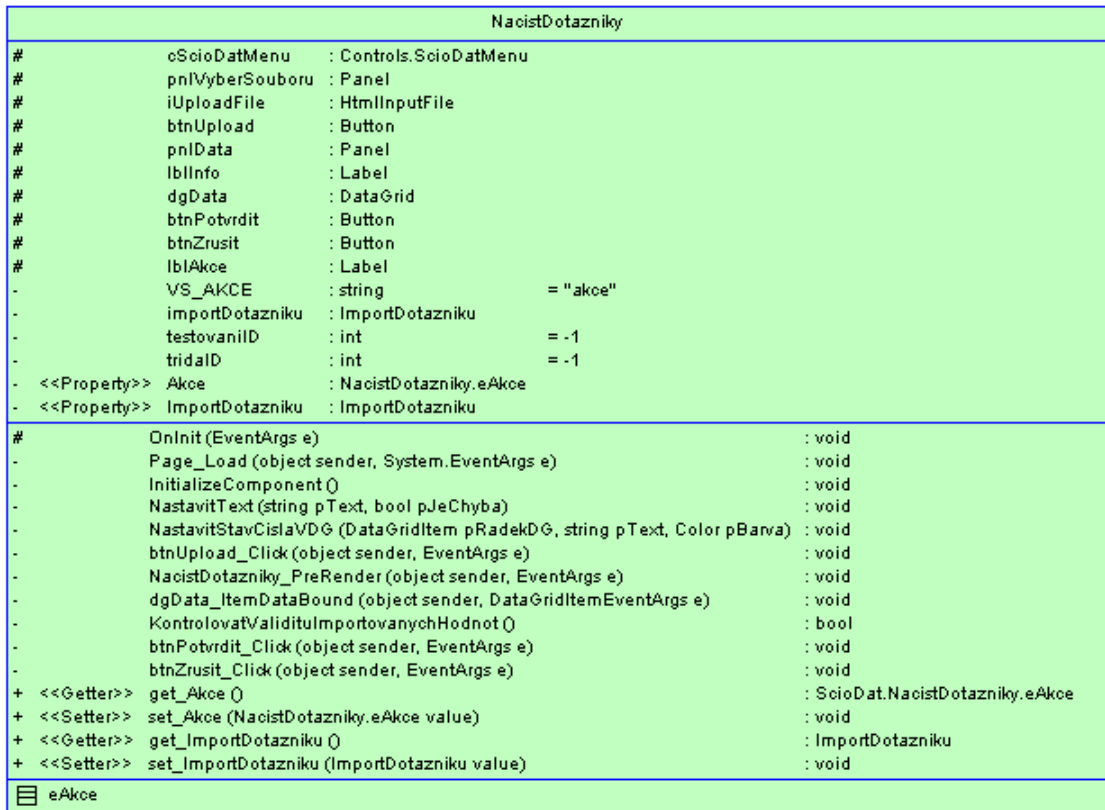 NacistDotazniky
# cScioDatMenu : Controls.ScioDatMenu
# pnlVyberSouboru : Panel
# iUploadFile : HtmlInputFile
# btnUpload : Button
# pnlData : Panel
# lblInfo : Label
# dgData : DataGrid
# btnPotvrdit : Button
# btnZrusit : Button
# lblAkce : Label
- VS_AKCE : string = "akce"
- importDotazniku : ImportDotazniku
- testovaniID : int = -1
- tridaID : int = -1
- <<Property>> Akce : NacistDotazniky.eAkce
- <<Property>> ImportDotazniku : ImportDotazniku
# OnInit (EventArgs e) : void
- Page_Load (object sender, System.EventArgs e) : void
- InitializeComponent () : void
- NastavitText (string pText, bool pJeChyba) : void
- NastavitStavCislaVDG (DataGridItem pRadekDG, string pText, Color pBarva) : void
- btnUpload_Click (object sender, EventArgs e) : void
- NacistDotazniky_PreRender (object sender, EventArgs e) : void
- dgData_ItemDataBound (object sender, DataGridItemEventArgs e) : void
- KontrolovatValidituImportovanychHodnot () : bool
- btnPotvrdit_Click (object sender, EventArgs e) : void
- btnZrusit_Click (object sender, EventArgs e) : void
+ <<Getter>> get_Akce () : ScioDat.NacistDotazniky.eAkce
+ <<Setter>> set_Akce (NacistDotazniky.eAkce value) : void
+ <<Getter>> get_ImportDotazniku () : ImportDotazniku
+ <<Setter>> set_ImportDotazniku (ImportDotazniku value) : void
eAkce